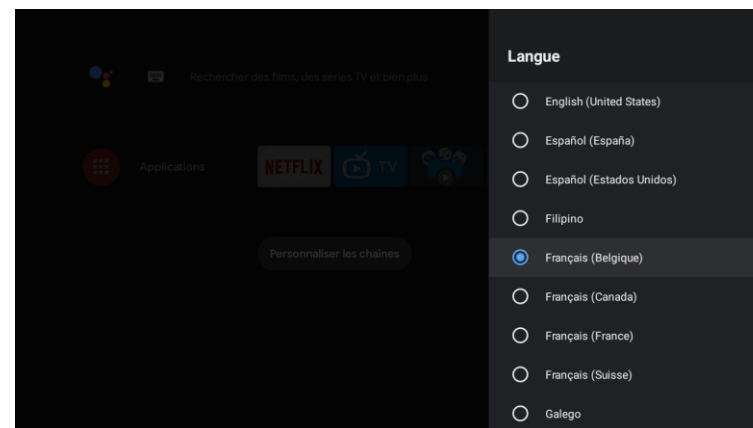 Langue
Rechercher des films, des séries TV et bien plus
English (United States)
Español (España)
Applications
NETFLIX
TV
Español (Estados Unidos)
Filipino
Personnaliser les chaînes
Français (Belgique)
Français (Canada)
Français (France)
Français (Suisse)
Galego